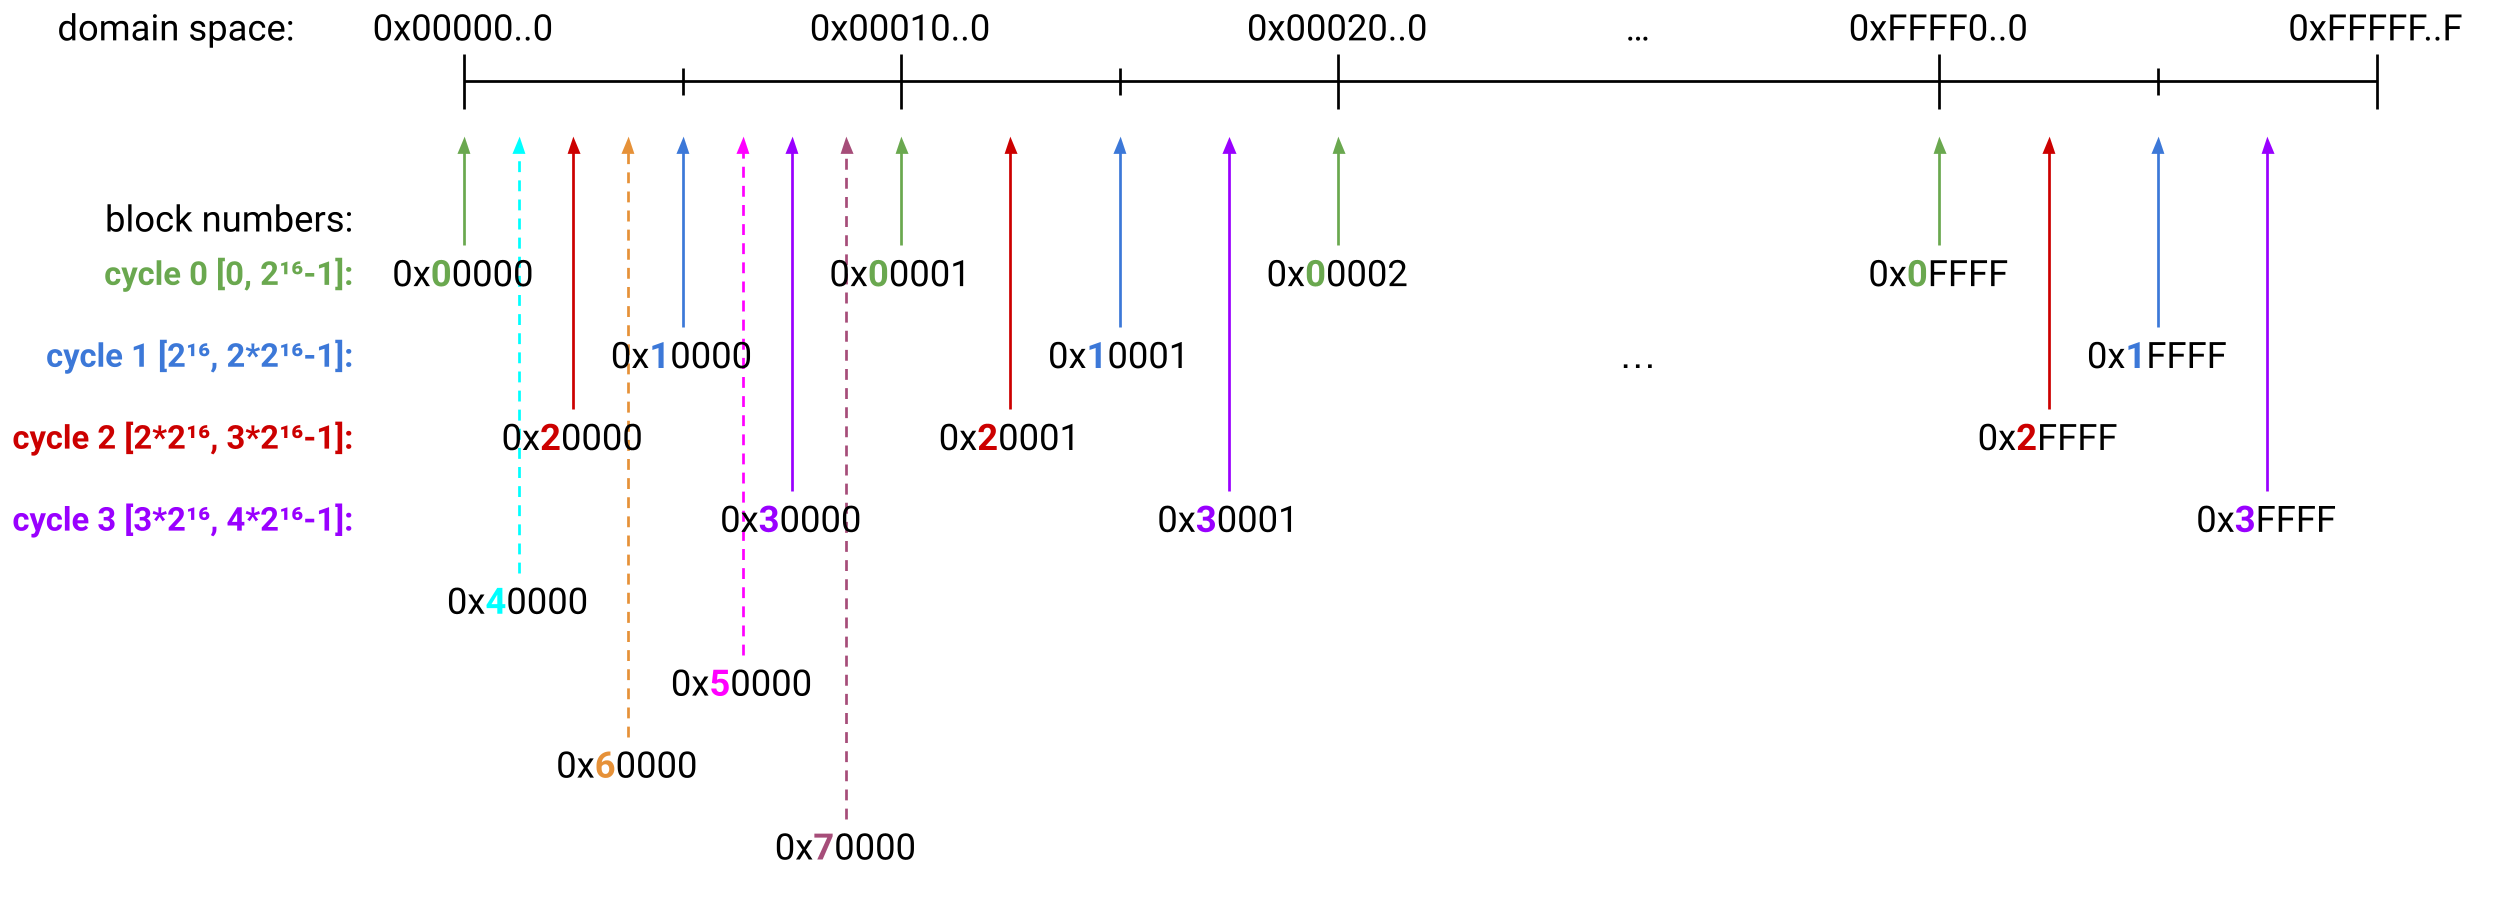 domain space: 0x00000..0 0x00010..0 0x00020..0 ... 0xFFFF0..0 0xFFFFF..F
block numbers:
cycle 0 [0, 2¹⁶-1]: 0x00000 0x00001 0x00002 0x0FFFF
cycle 1 [2¹⁶, 2*2¹⁶-1]: 0x10000 0x10001 ... 0x1FFFF
cycle 2 [2*2¹⁶, 3*2¹⁶-1]: 0x20000 0x20001 0x2FFFF
cycle 3 [3*2¹⁶, 4*2¹⁶-1]: 0x30000 0x30001 0x3FFFF
0x40000
0x50000
0x60000
0x70000